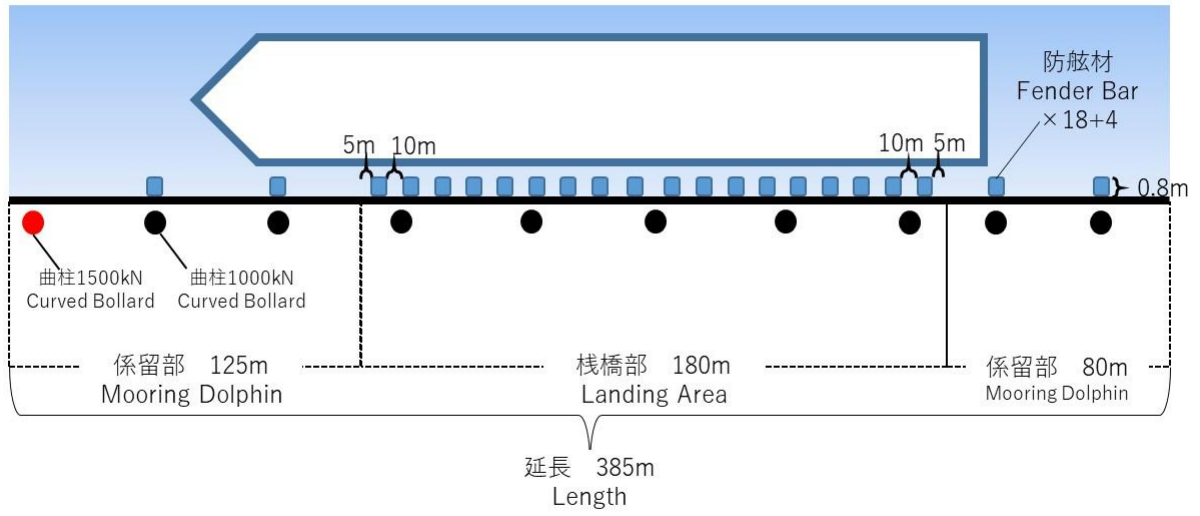 防舷材
Fender Bar
×18+4
5m
10m
10m
5m
0.8m
曲柱1500kN
Curved Bollard
曲柱1000kN
Curved Bollard
係留部　125m
Mooring Dolphin
桟橋部　180m
Landing Area
係留部　80m
Mooring Dolphin
延長　385m
Length